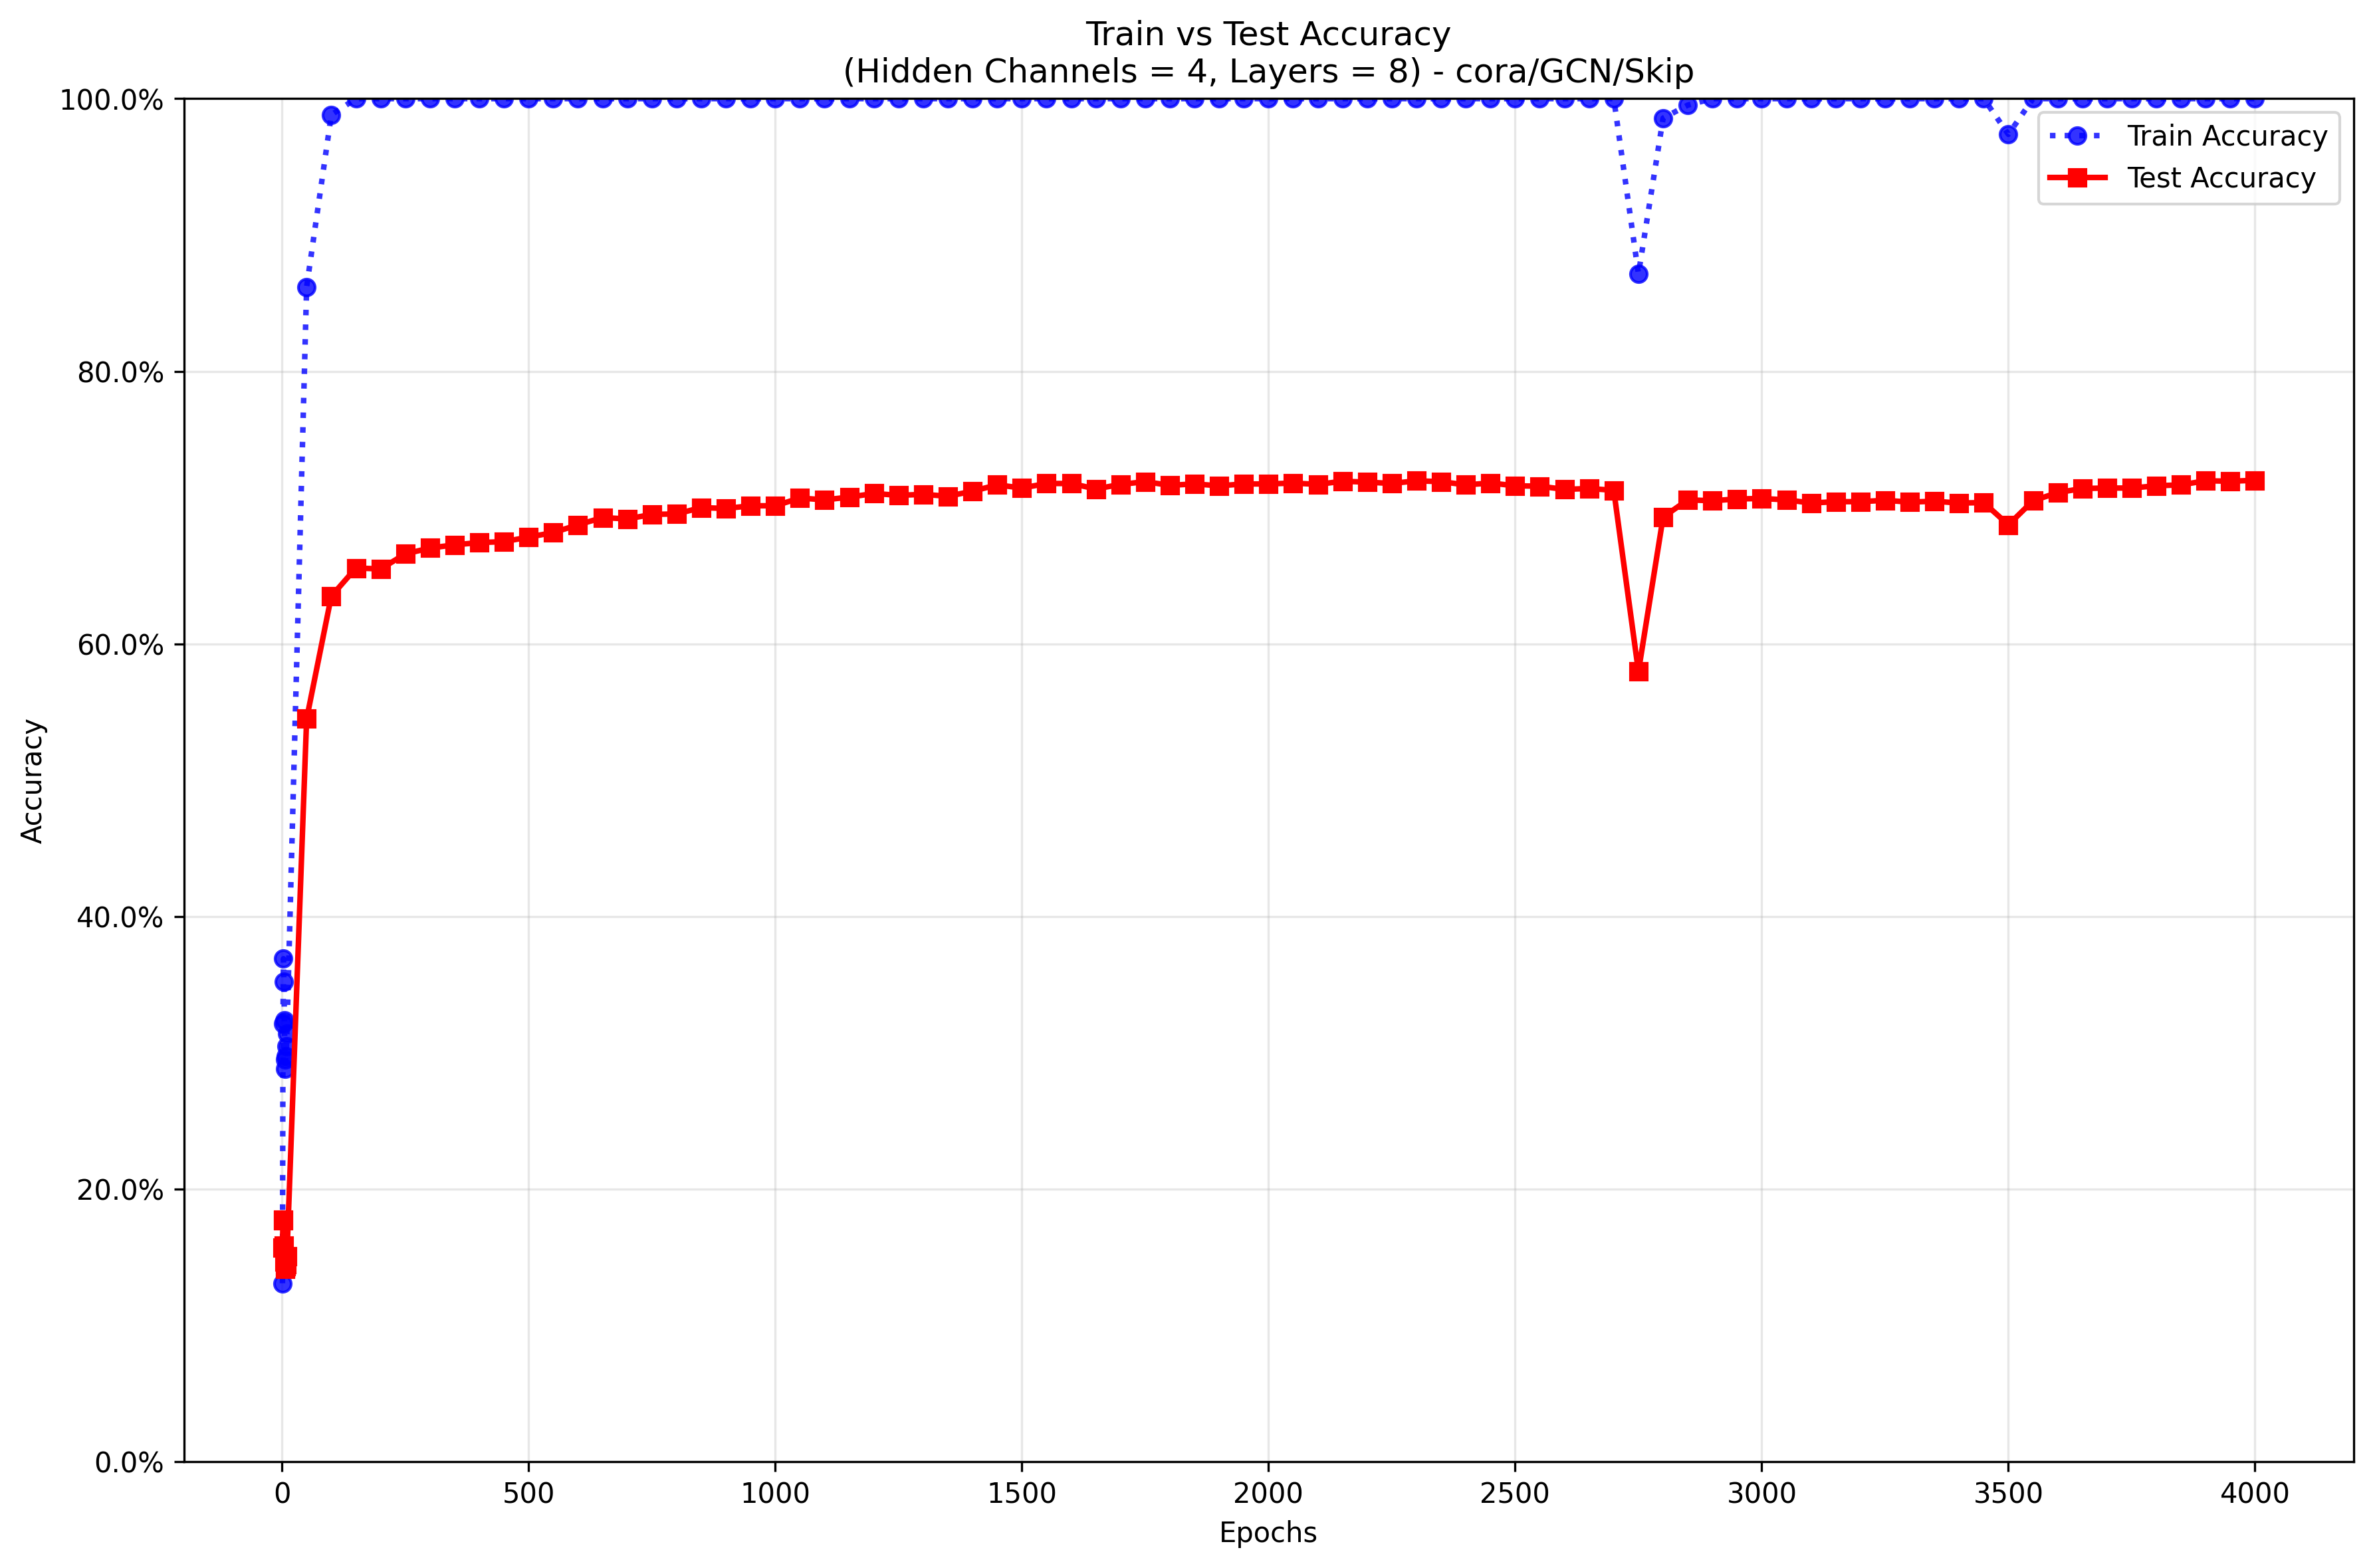 Train vs Test Accuracy
(Hidden Channels = 4, Layers = 8) - cora/GCN/Skip
100.0%
80.0%
60.0%
40.0%
20.0%
0.0%
Accuracy
Train Accuracy
Test Accuracy
0 500 1000 1500 2000 2500 3000 3500 4000
Epochs